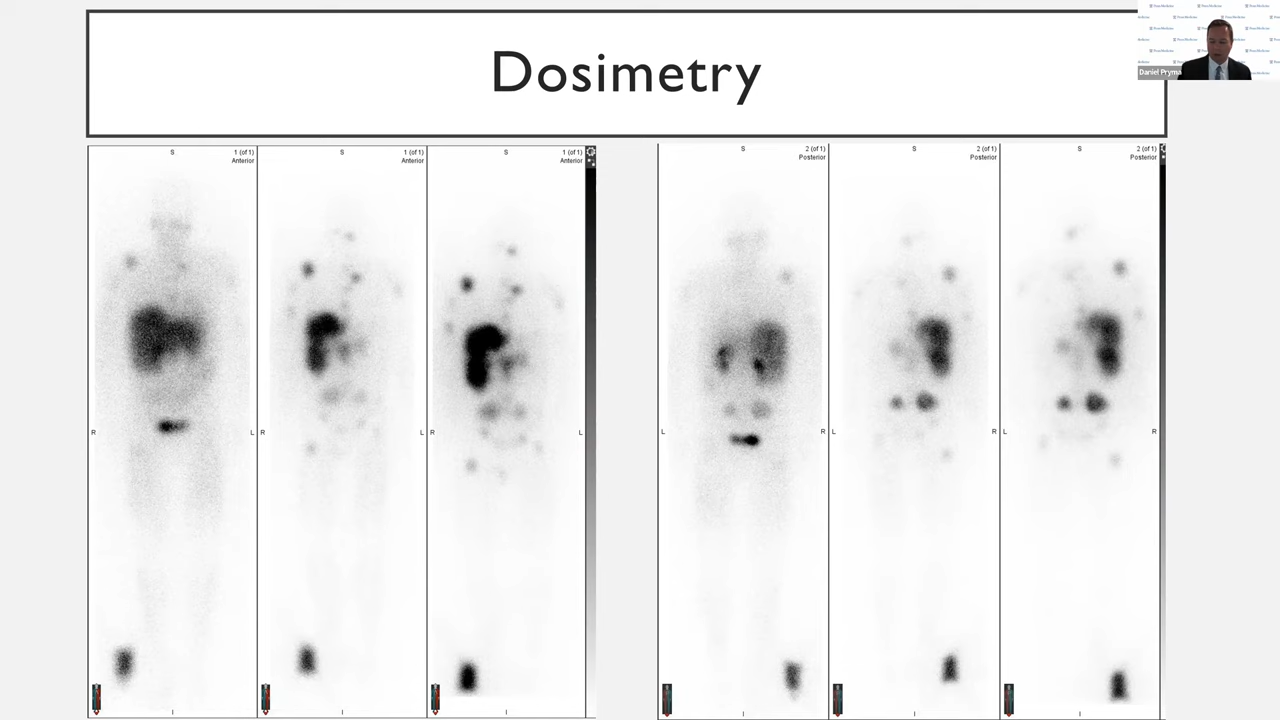 Dosimetry
Daniel Pryma
S 1 (of 1)
Anterior
S 1 (of 1)
Anterior
S 1 (of 1)
Anterior
S 2 (of 1)
Posterior
S 2 (of 1)
Posterior
S 2 (of 1)
Posterior
R L
R L
R L
L R
L R
L R